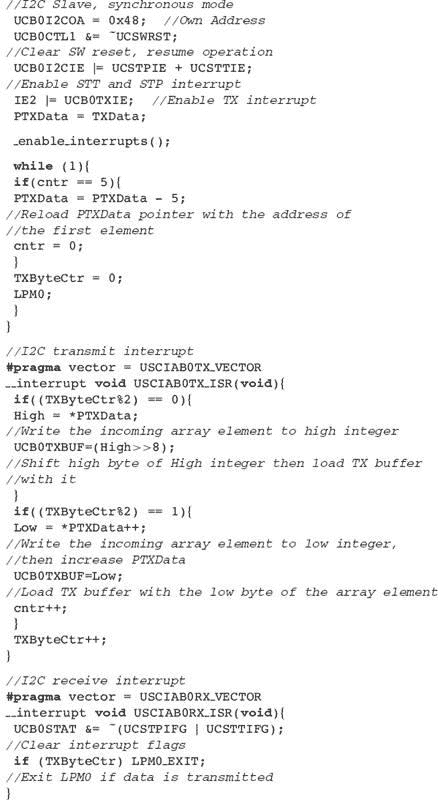 //I2C Slave, synchronous mode
UCB0I2COA = 0x48;  //Own Address
UCB0CTL1 &= ~UCSWRST;
//Clear SW reset, resume operation
UCB0I2CIE |= UCSTPIE + UCSTTIE;
//Enable STT and STP interrupt
IE2 |= UCB0TXIE;  //Enable TX interrupt
PTXData = TXData;
_enable_interrupts();
while (1){
if(cntr == 5){
PTXData = PTXData - 5;
//Reload PTXData pointer with the address of
//the first element
cntr = 0;
}
TXByteCtr = 0;
LPM0;
}
}
//I2C transmit interrupt
#pragma vector = USCIAB0TX_VECTOR
__interrupt void USCIAB0TX_ISR(void){
if((TXByteCtr%2) == 0){
High = *PTXData;
//Write the incoming array element to high integer
UCB0TXBUF=(High>>8);
//Shift high byte of High integer then load TX buffer
//with it
}
if((TXByteCtr%2) == 1){
Low = *PTXData++;
//Write the incoming array element to low integer,
//then increase PTXData
UCB0TXBUF=Low;
//Load TX buffer with the low byte of the array element
cntr++;
}
TXByteCtr++;
}
//I2C receive interrupt
#pragma vector = USCIAB0RX_VECTOR
__interrupt void USCIAB0RX_ISR(void){
UCB0STAT &= ~(UCSTPIFG | UCSTTIFG);
//Clear interrupt flags
if (TXByteCtr) LPM0_EXIT;
//Exit LPM0 if data is transmitted
}